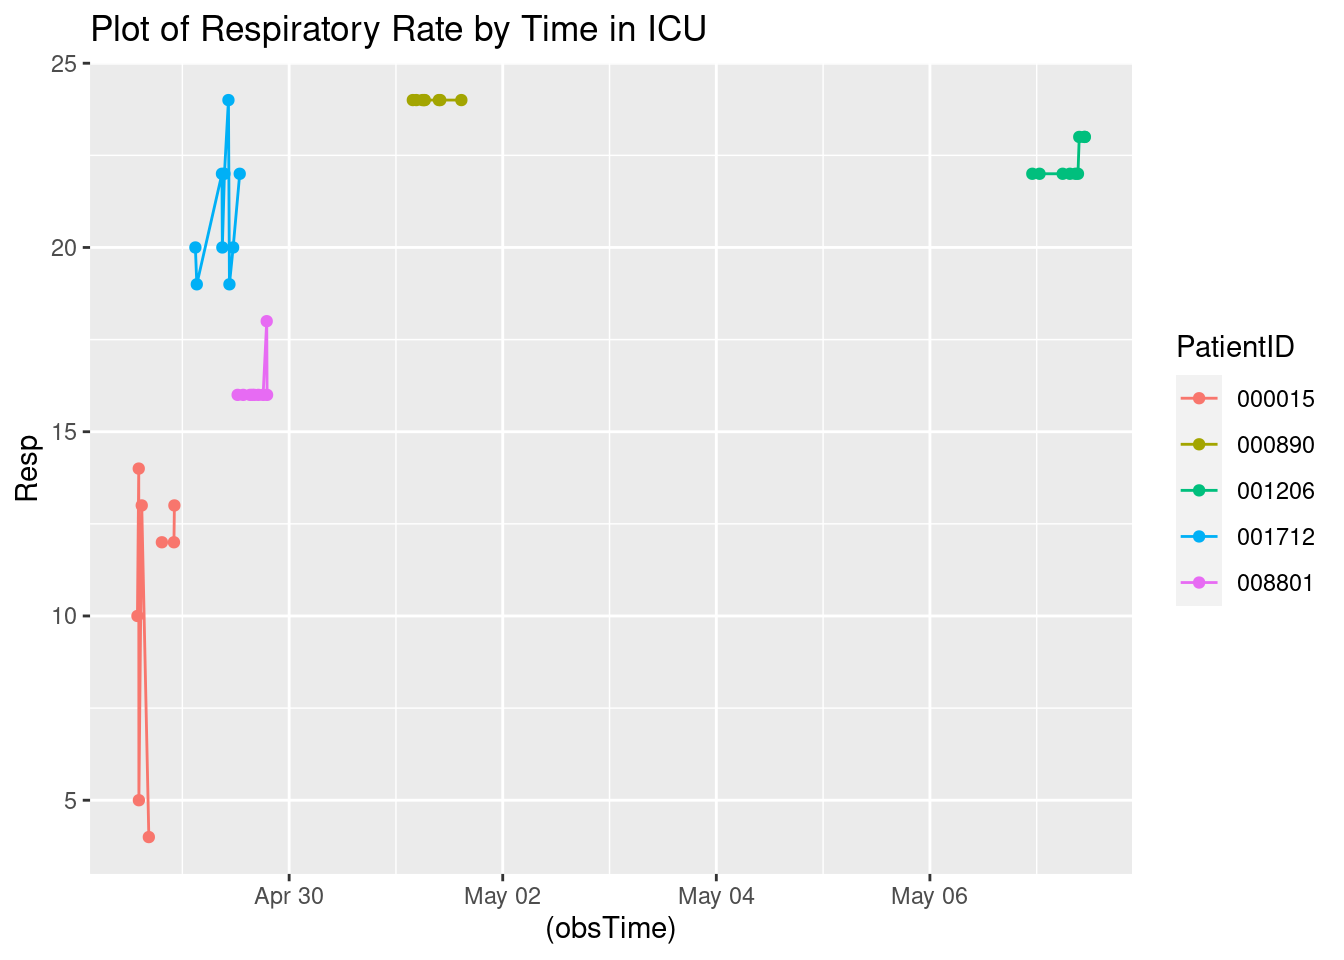 Plot of Respiratory Rate by Time in ICU
25
20
15
10
5
Resp
Apr 30
May 02
May 04
May 06
(obsTime)
PatientID
000015
000890
001206
001712
008801